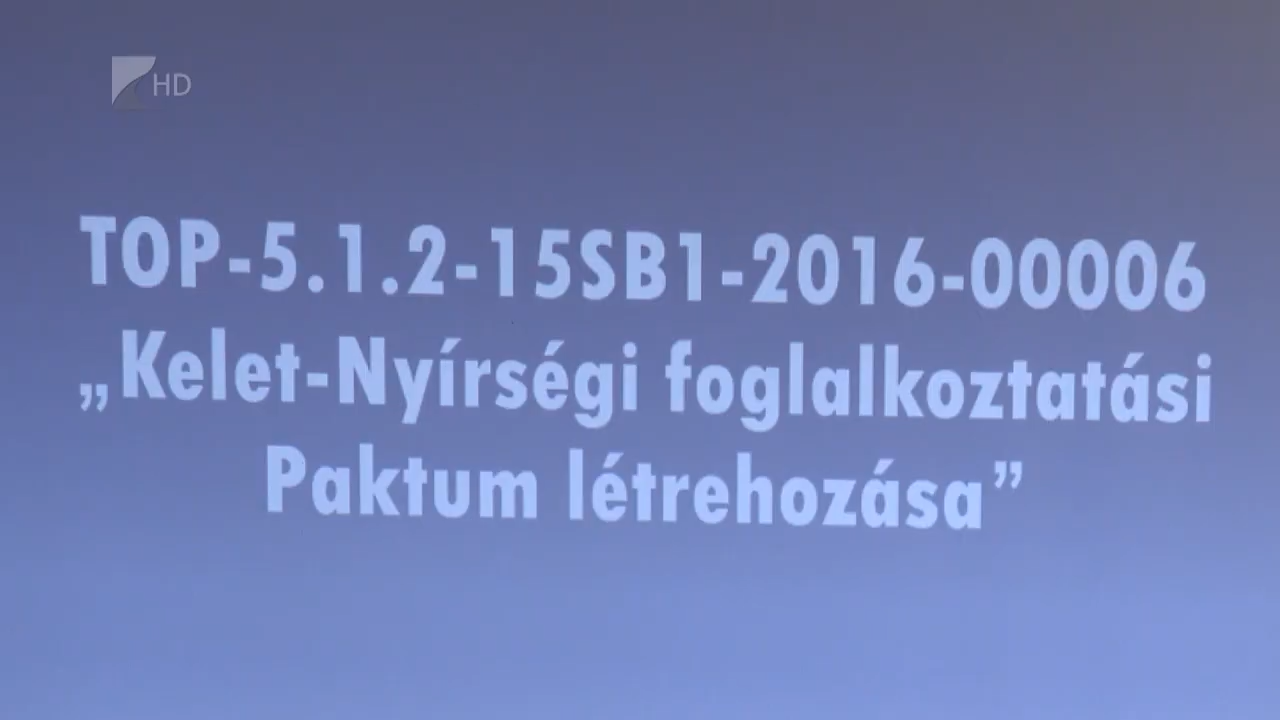 HD
TOP-5.1.2-15SB1-2016-00006
„Kelet-Nyírségi foglalkoztatási
Paktum létrehozása”